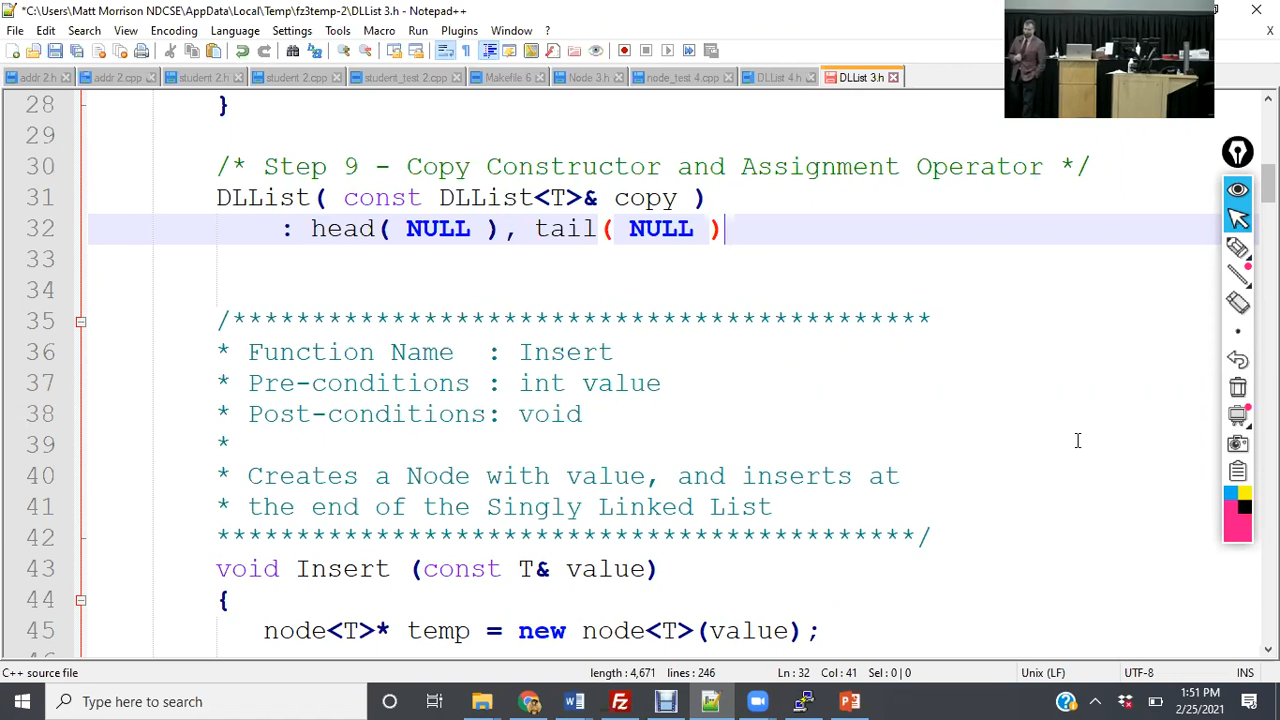 *C:\Users\Matt Morrison NDCSE\AppData\Local\Temp\fz3temp-2\DLList 3.h - Notepad++
File Edit Search View Encoding Language Settings Tools Macro Run Plugins Window ?
X
addr 2.h addr 2.cpp student 2.h student 2.cpp student_test 2.cpp Makefile 6 Node 3.h node_test 4.cpp DLList 4.h DLList 3.h
28 }
29
30 /* Step 9 - Copy Constructor and Assignment Operator */
31 DLList( const DLList<T>& copy )
32 : head( NULL ), tail( NULL )
33
34
35 /********************************************
36 * Function Name : Insert
37 * Pre-conditions : int value
38 * Post-conditions: void
39 *
40 * Creates a Node with value, and inserts at
41 * the end of the Singly Linked List
42 ********************************************/
43 void Insert (const T& value)
44 {
45 node<T>* temp = new node<T>(value);
C++ source file length : 4,671 lines : 246 Ln : 32 Col : 41 Sel : 0 | 0 Unix (LF) UTF-8 INS
Type here to search
1:51 PM
2/25/2021